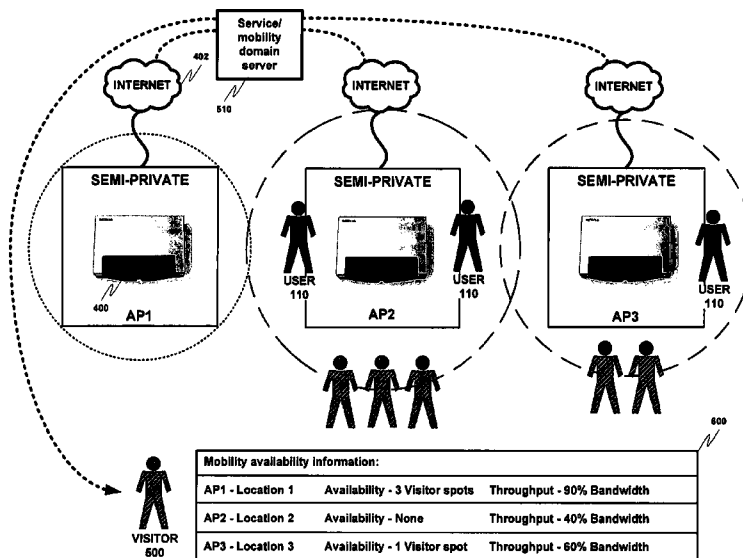 Service/
mobility
domain
server
402
510
INTERNET
INTERNET
INTERNET
SEMI-PRIVATE
SEMI-PRIVATE
SEMI-PRIVATE
400
AP1
USER
110
AP2
USER
110
AP3
USER
110
600
VISITOR
500
Mobility availability information:
AP1 - Location 1 Availability - 3 Visitor spots Throughput - 90% Bandwidth
AP2 - Location 2 Availability - None Throughput - 40% Bandwidth
AP3 - Location 3 Availability - 1 Visitor spot Throughput - 60% Bandwidth